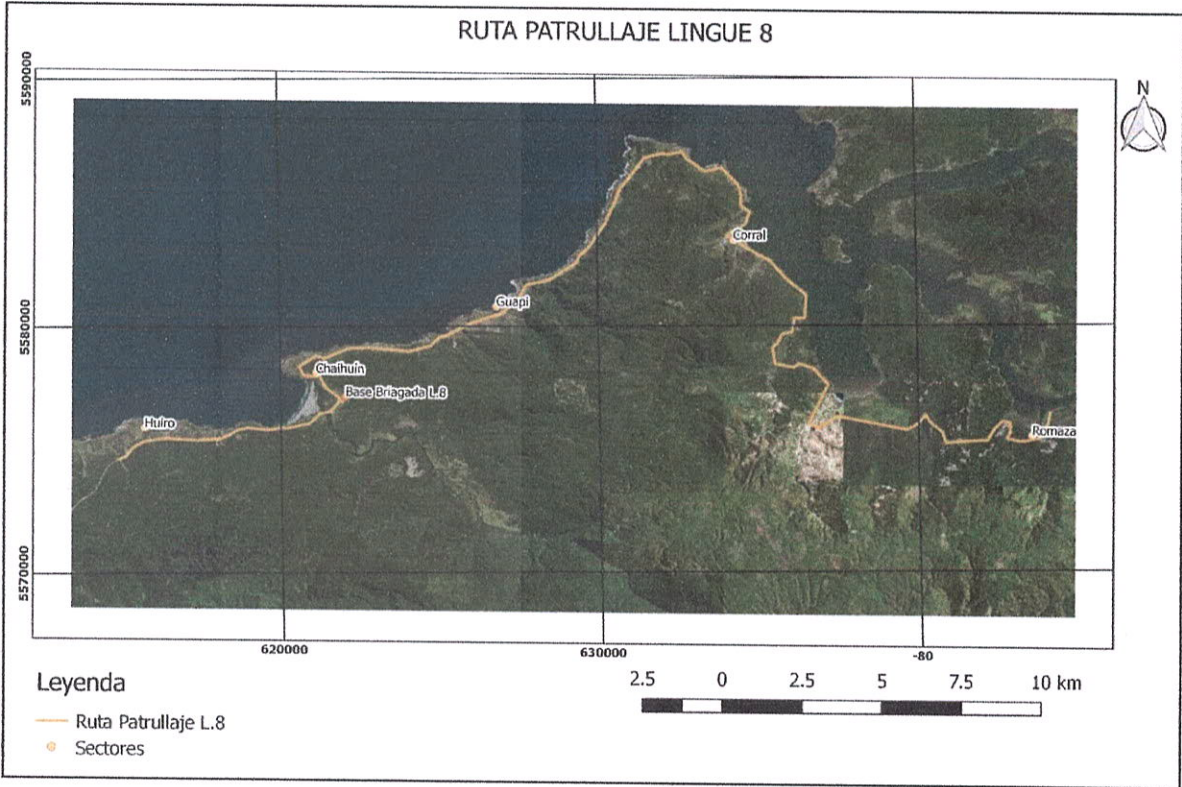 RUTA PATRULLAJE LINGUE 8
5590000
N
Corral
Guapi
5580000
Chaihuín
Base Briagada L.8
Huiro
Romaza
5570000
620000
630000
-80
Leyenda
2.5 0 2.5 5 7.5 10 km
Ruta Patrullaje L.8
Sectores